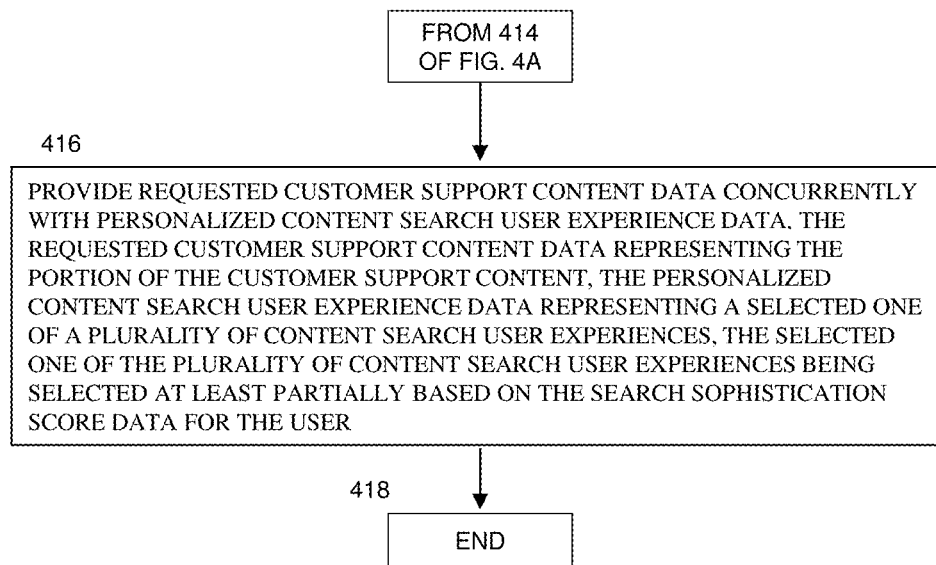 FROM 414
OF FIG. 4A
416
PROVIDE REQUESTED CUSTOMER SUPPORT CONTENT DATA CONCURRENTLY
WITH PERSONALIZED CONTENT SEARCH USER EXPERIENCE DATA, THE
REQUESTED CUSTOMER SUPPORT CONTENT DATA REPRESENTING THE
PORTION OF THE CUSTOMER SUPPORT CONTENT, THE PERSONALIZED
CONTENT SEARCH USER EXPERIENCE DATA REPRESENTING A SELECTED ONE
OF A PLURALITY OF CONTENT SEARCH USER EXPERIENCES, THE SELECTED
ONE OF THE PLURALITY OF CONTENT SEARCH USER EXPERIENCES BEING
SELECTED AT LEAST PARTIALLY BASED ON THE SEARCH SOPHISTICATION
SCORE DATA FOR THE USER
418
END